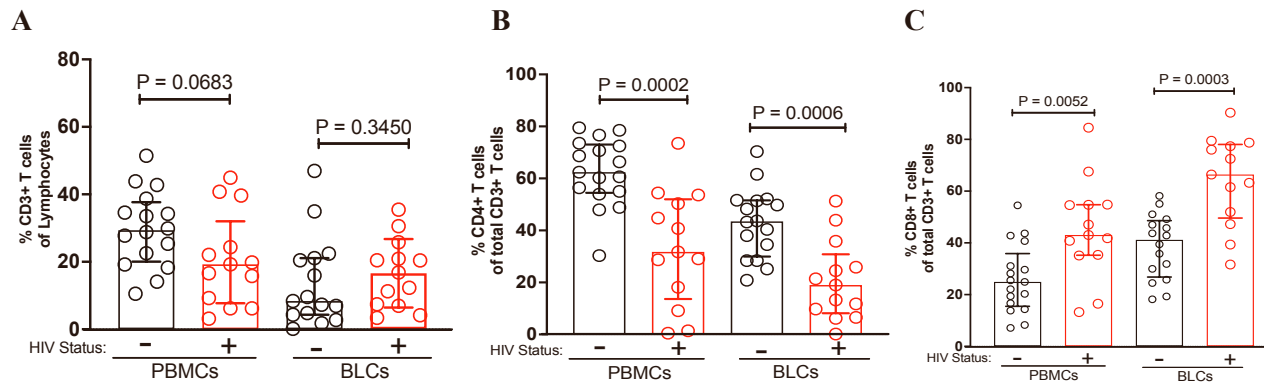 A
% CD3+ T cells
of Lymphocytes
80
60
40
20
0
P = 0.0683
P = 0.3450
HIV Status: - + - +
PBMCs BLCs
B
% CD4+ T cells
of total CD3+ T cells
100
80
60
40
20
0
P = 0.0002
P = 0.0006
HIV Status: - + - +
PBMCs BLCs
C
% CD8+ T cells
of total CD3+ T cells
100
80
60
40
20
0
P = 0.0052
P = 0.0003
HIV Status: - + - +
PBMCs BLCs